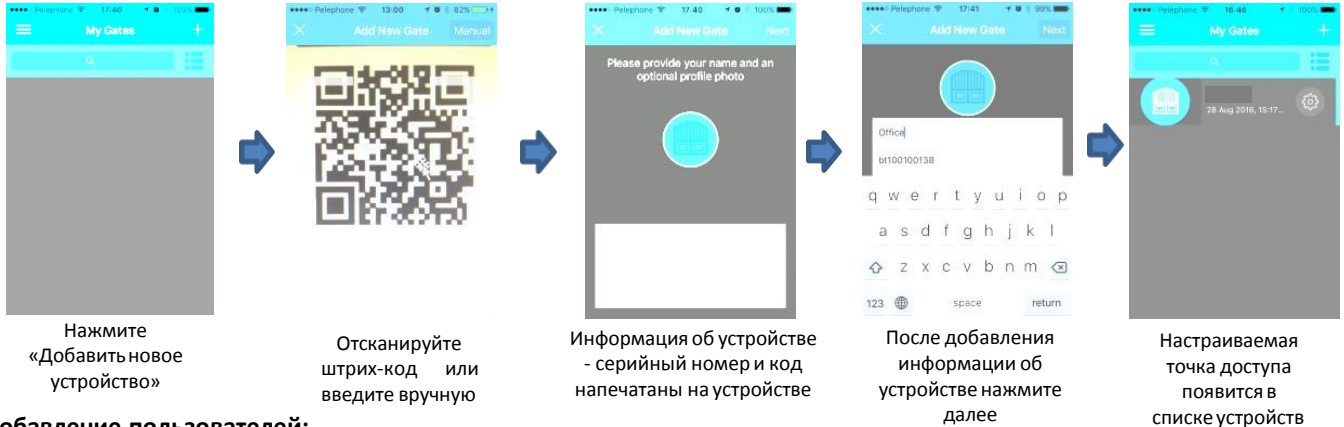 Pelephone 17:40 100%
My Gates +
Pelephone 13:00 82%
Add New Gate Manual
Pelephone 17:40 100%
Add New Gate Next
Please provide your name and an
optional profile photo
Pelephone 17:41 99%
Add New Gate Next
Office
bt100100138
q w e r t y u i o p
a s d f g h j k l
z x c v b n m
123 space return
Pelephone 16:46 100%
My Gates +
28 Aug 2016, 15:17...
Нажмите
«Добавить новое
устройство»
Отсканируйте
штрих-код или
введите вручную
Информация об устройстве
- серийный номер и код
напечатаны на устройстве
После добавления
информации об
устройстве нажмите
далее
Настраиваемая
точка доступа
появится в
списке устройств
обавление пользователей: